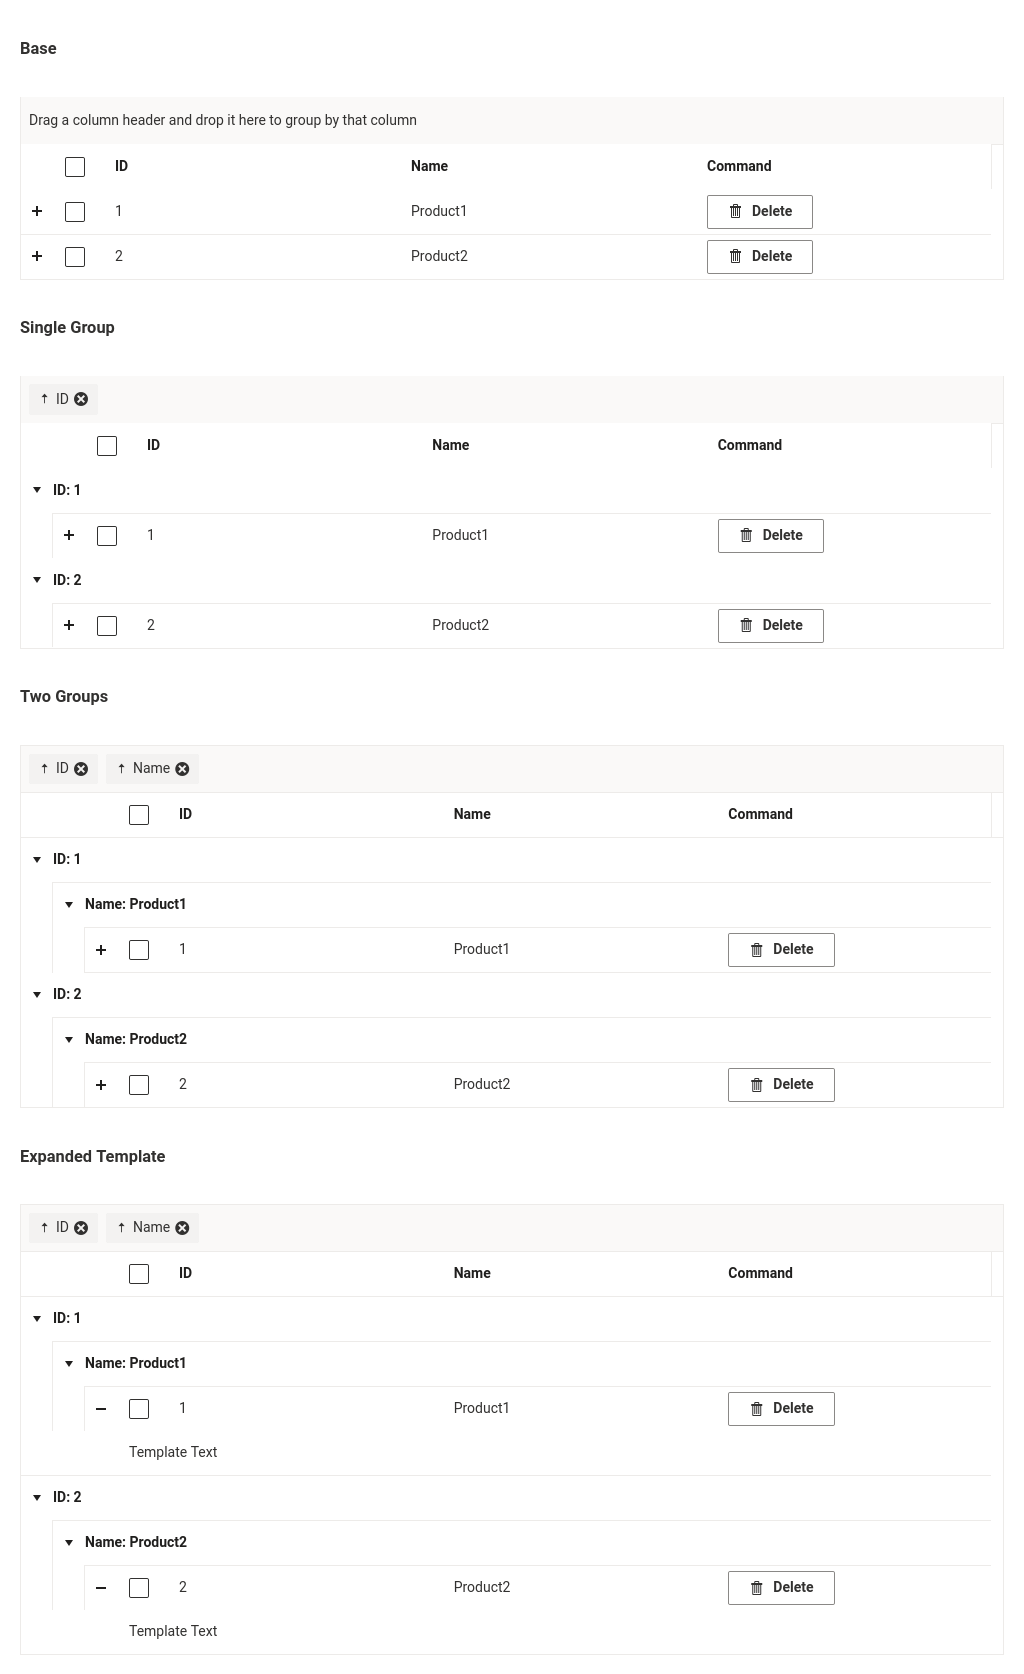 Base
Drag a column header and drop it here to group by that column
ID Name Command
1 Product1 Delete
2 Product2 Delete
Single Group
ID
ID Name Command
ID: 1
1 Product1 Delete
ID: 2
2 Product2 Delete
Two Groups
ID Name
ID Name Command
ID: 1
Name: Product1
1 Product1 Delete
ID: 2
Name: Product2
2 Product2 Delete
Expanded Template
ID Name
ID Name Command
ID: 1
Name: Product1
1 Product1 Delete
Template Text
ID: 2
Name: Product2
2 Product2 Delete
Template Text